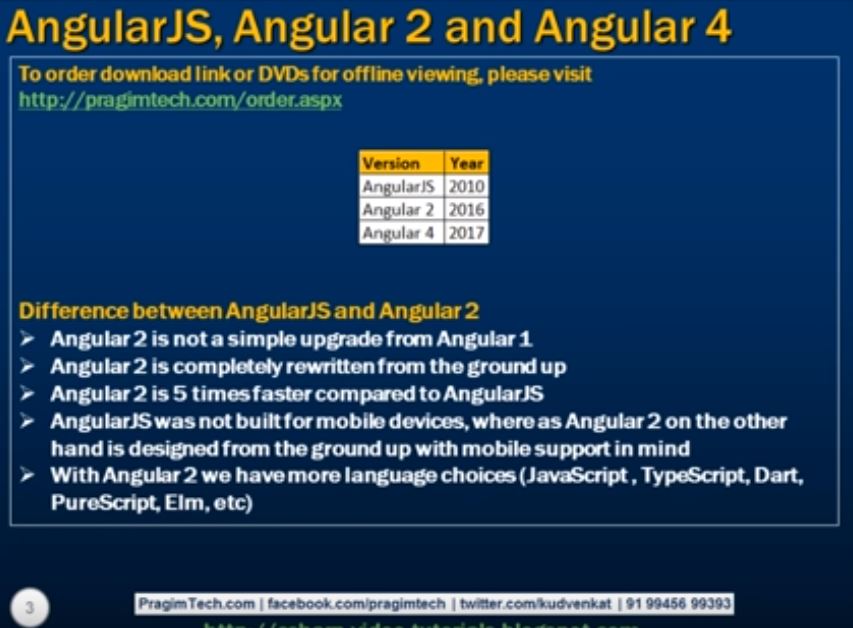 AngularJS, Angular 2 and Angular 4
To order download link or DVDs for offline viewing, please visit
http://pragimtech.com/order.aspx
Version Year
AngularJS 2010
Angular 2 2016
Angular 4 2017
Difference between AngularJS and Angular 2
➢ Angular 2 is not a simple upgrade from Angular 1
➢ Angular 2 is completely rewritten from the ground up
➢ Angular 2 is 5 times faster compared to AngularJS
➢ AngularJS was not built for mobile devices, where as Angular 2 on the other
hand is designed from the ground up with mobile support in mind
➢ With Angular 2 we have more language choices (JavaScript , TypeScript, Dart,
PureScript, Elm, etc)
3
PragimTech.com | facebook.com/pragimtech | twitter.com/kudvenkat | 91 99456 99393